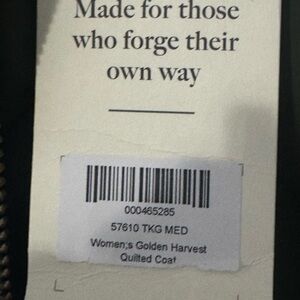 Made for those
who forge their
own way
000465285
57610 TKG MED
Women;s Golden Harvest
Quilted Coat